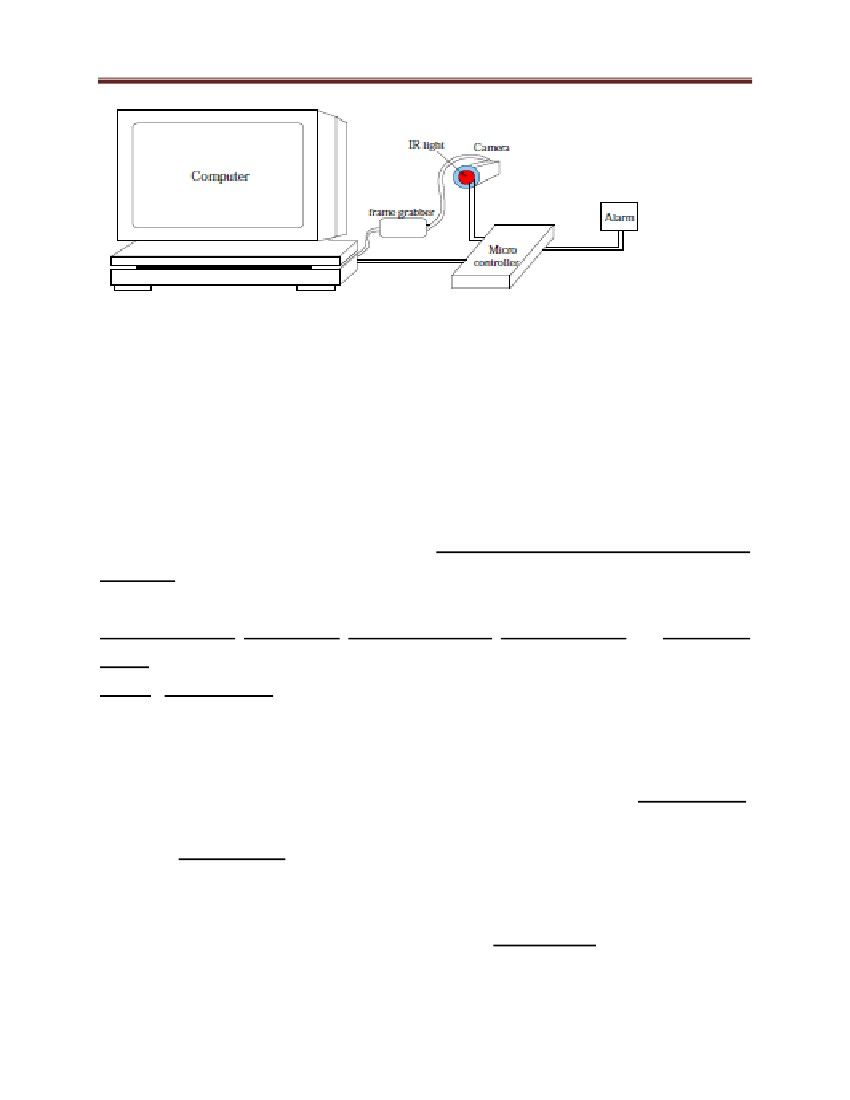 IR light Camera
Computer
frame grabber
Alarm
Micro
controller